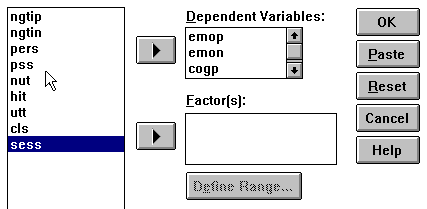 ngtip
ngtin
pers
pss
nut
hit
utt
cls
sess
Dependent Variables:
emop
emon
cogp
Factor(s):
Define Range...
OK
Paste
Reset
Cancel
Help